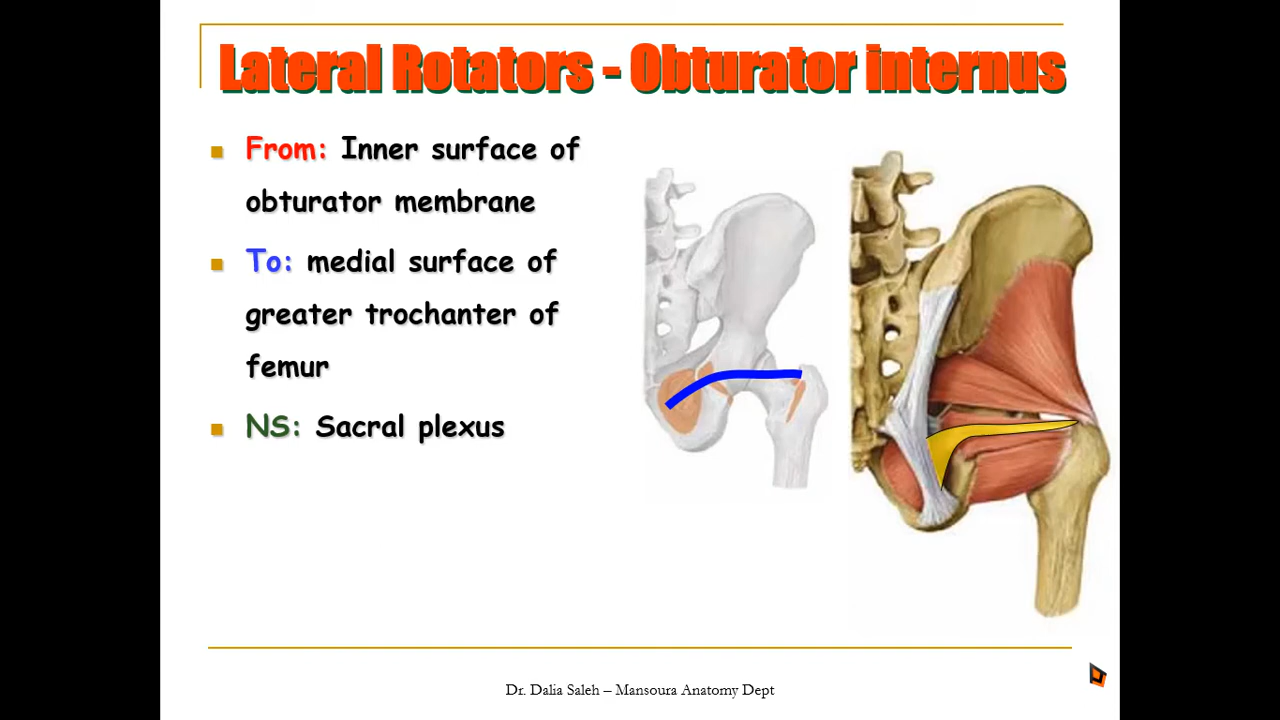 Lateral Rotators - Obturator internus
From: Inner surface of
obturator membrane
To: medial surface of
greater trochanter of
femur
NS: Sacral plexus
Dr. Dalia Saleh – Mansoura Anatomy Dept